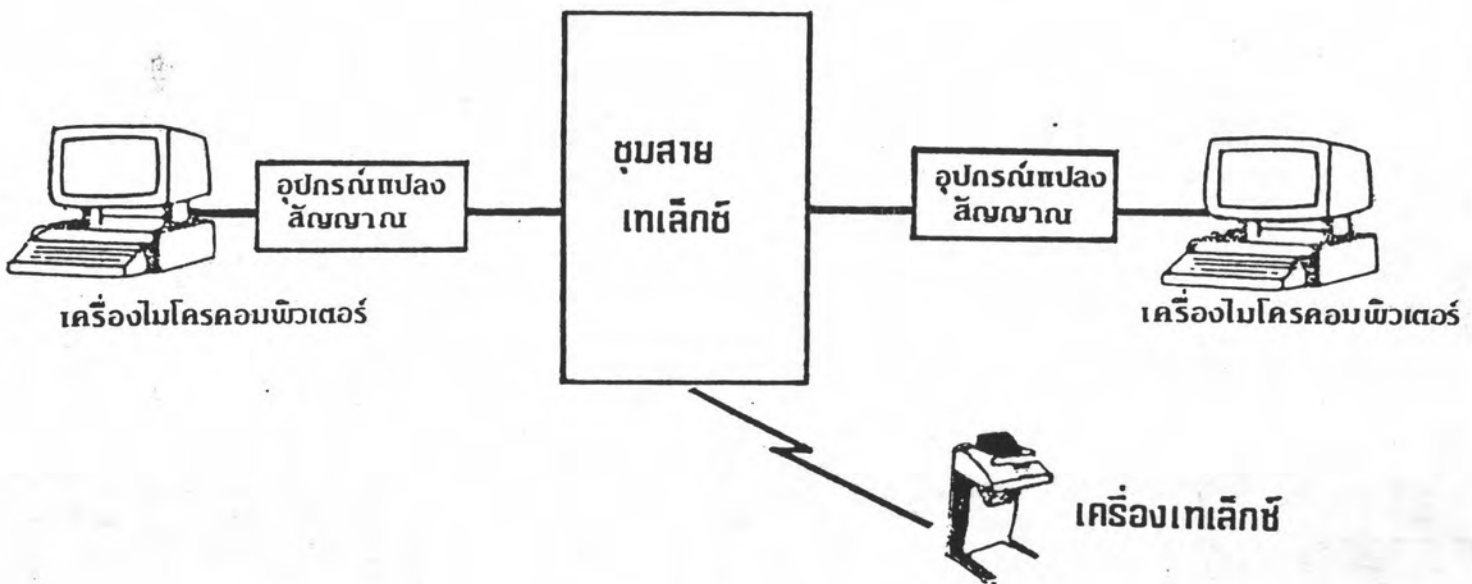 ชุมสาย
เทเล็กซ์
อุปกรณ์แปลง
สัญญาณ
อุปกรณ์แปลง
สัญญาณ
เครื่องไมโครคอมพิวเตอร์
เครื่องไมโครคอมพิวเตอร์
เครื่องเทเล็กซ์